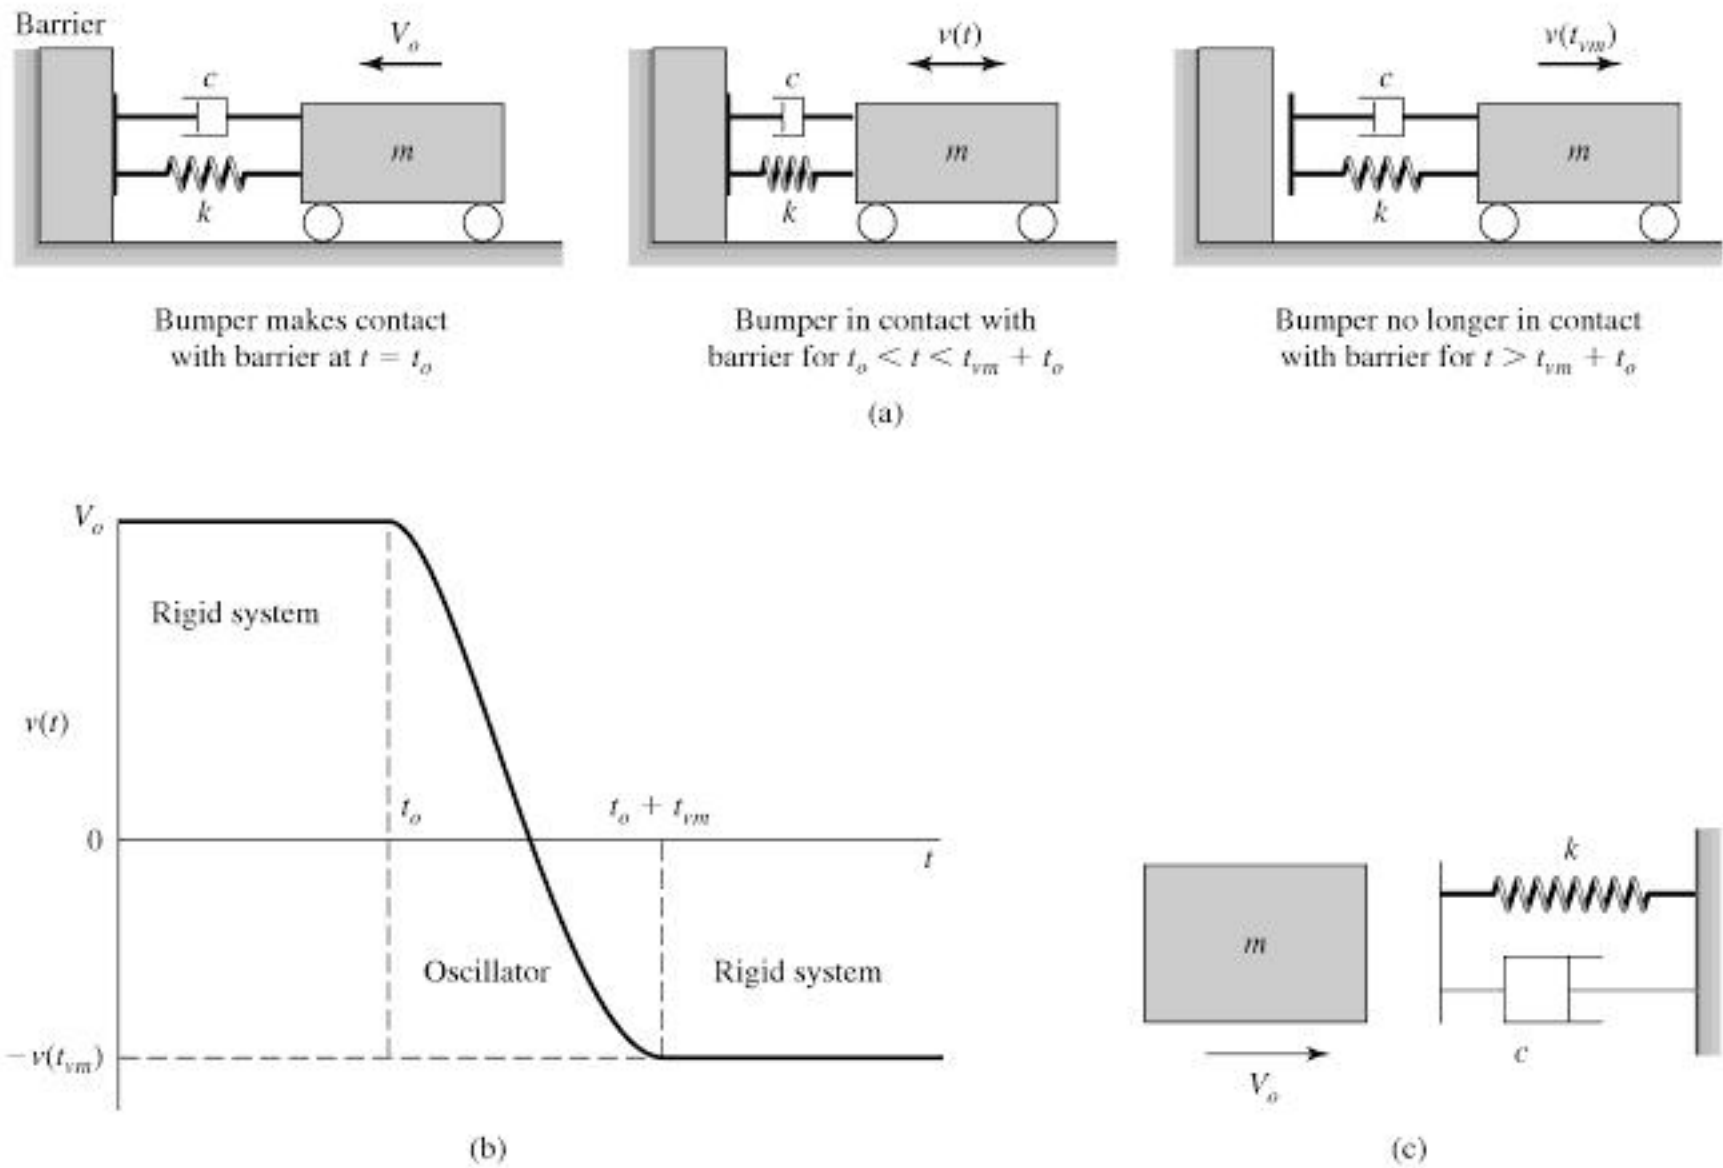 Barrier
V_o
c
m
k
v(t)
c
m
k
v(t_vm)
c
m
k
Bumper makes contact
with barrier at t = t_o
Bumper in contact with
barrier for t_o < t < t_vm + t_o
Bumper no longer in contact
with barrier for t > t_vm + t_o
(a)
V_o
Rigid system
v(t)
t_o
t_o + t_vm
0
t
Oscillator
Rigid system
−v(t_vm)
(b)
k
m
c
V_o
(c)